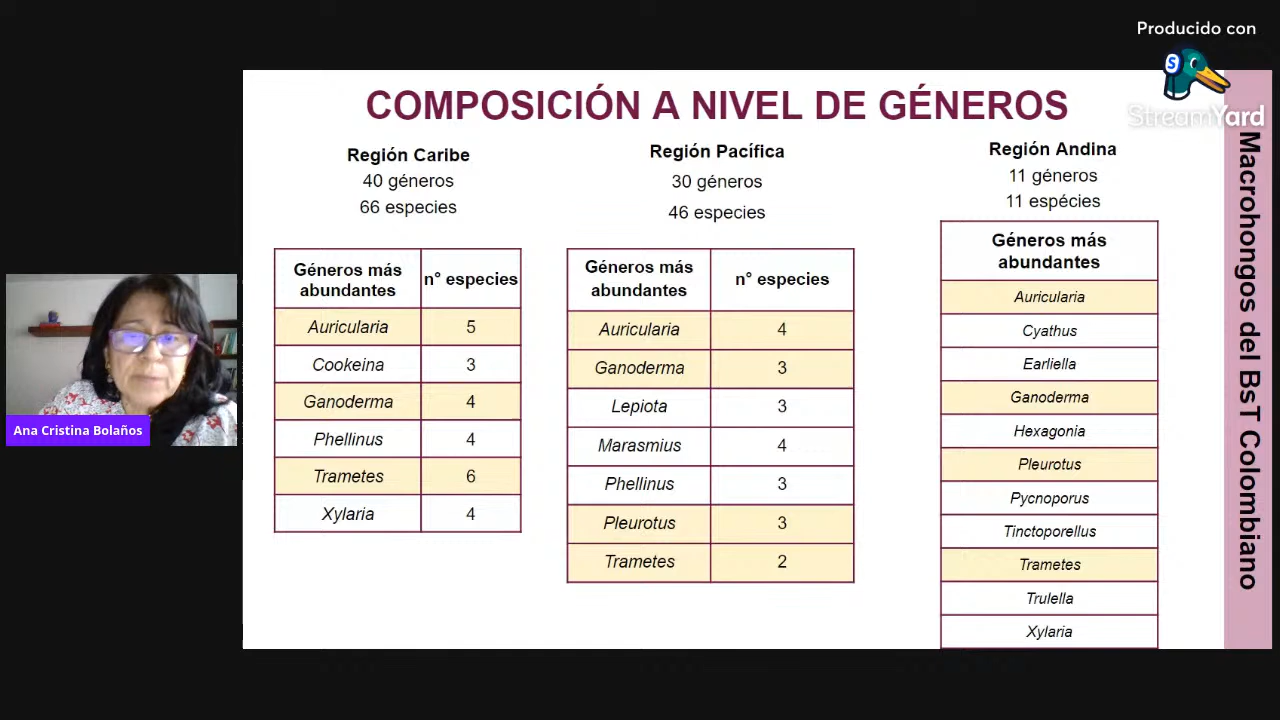 Producido con
StreamYard
COMPOSICIÓN A NIVEL DE GÉNEROS
Región Caribe
40 géneros
66 especies
Géneros más
abundantes
n° especies
Auricularia 5
Cookeina 3
Ganoderma 4
Phellinus 4
Trametes 6
Xylaria 4
Región Pacífica
30 géneros
46 especies
Géneros más
abundantes
n° especies
Auricularia 4
Ganoderma 3
Lepiota 3
Marasmius 4
Phellinus 3
Pleurotus 3
Trametes 2
Región Andina
11 géneros
11 espécies
Géneros más
abundantes
Auricularia
Cyathus
Earliella
Ganoderma
Hexagonia
Pleurotus
Pycnoporus
Tinctoporellus
Trametes
Trulella
Xylaria
Macrohongos del BsT Colombiano
Ana Cristina Bolaños